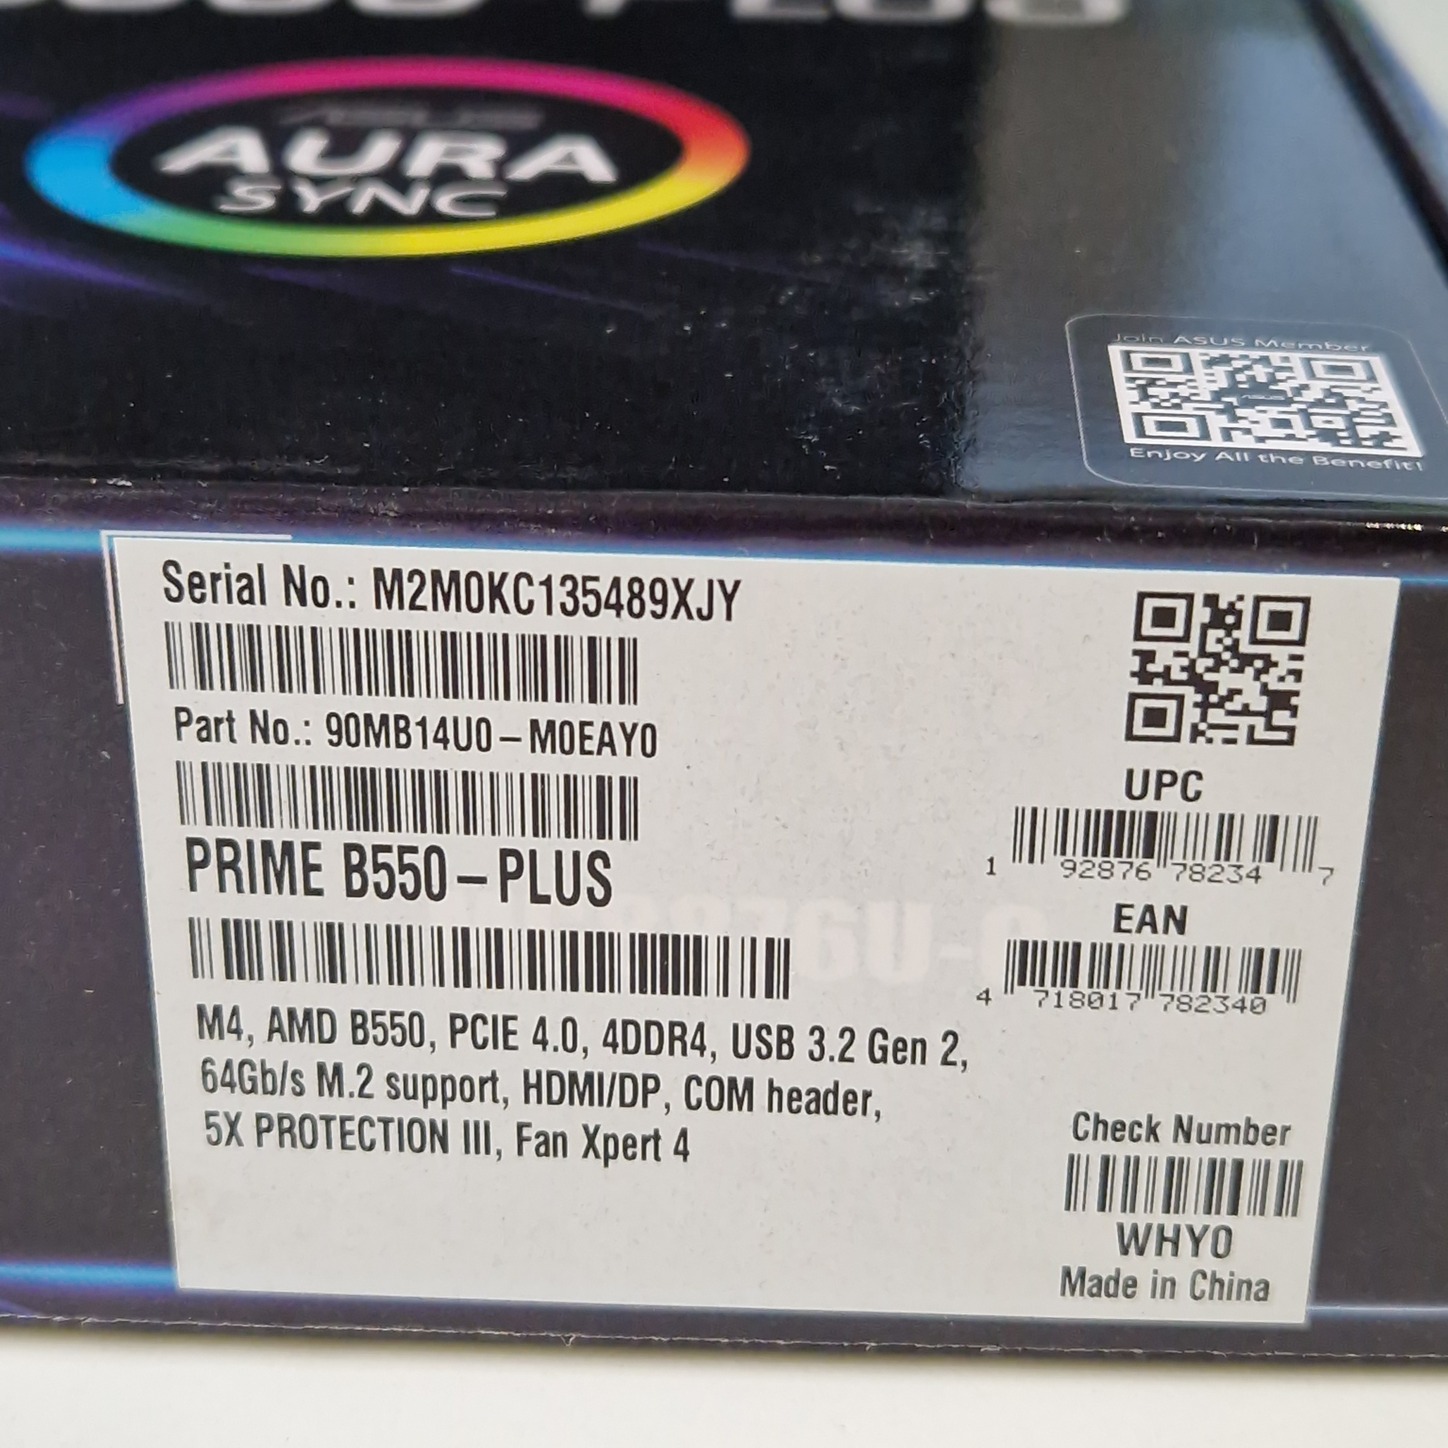 PLUS
ASUS
AURA
SYNC
Join ASUS Member
Enjoy All the Benefit!
Serial No.: M2M0KC135489XJY
Part No.: 90MB14U0-M0EAY0
PRIME B550-PLUS
M4, AMD B550, PCIE 4.0, 4DDR4, USB 3.2 Gen 2,
64Gb/s M.2 support, HDMI/DP, COM header,
5X PROTECTION III, Fan Xpert 4
UPC
1 92876 78234 7
EAN
4 718017 782340
Check Number
WHY0
Made in China